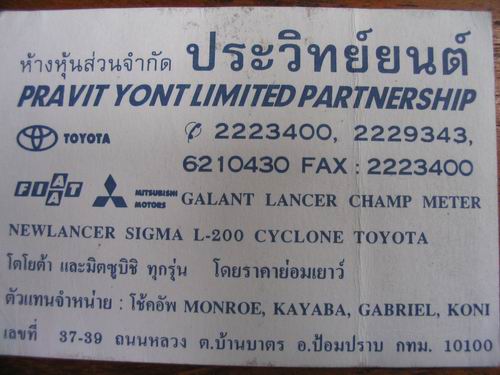 ห้างหุ้นส่วนจำกัด ประวิทย์ยนต์
PRAVIT YONT LIMITED PARTNERSHIP
TOYOTA ✆ 2223400, 2229343,
6210430 FAX : 2223400
FIAT MITSUBISHI MOTORS GALANT LANCER CHAMP METER
NEWLANCER SIGMA L-200 CYCLONE TOYOTA
โตโยต้า และมิตซูบิชิ ทุกรุ่น โดยราคาย่อมเยาว์
ตัวแทนจำหน่าย : โช้คอัพ MONROE, KAYABA, GABRIEL, KONI
เลขที่ 37-39 ถนนหลวง ต.บ้านบาตร อ.ป้อมปราบ กทม. 10100